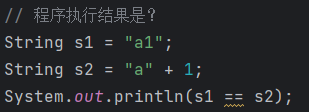 // 程序执行结果是？
String s1 = "a1";
String s2 = "a" + 1;
System.out.println(s1 == s2);